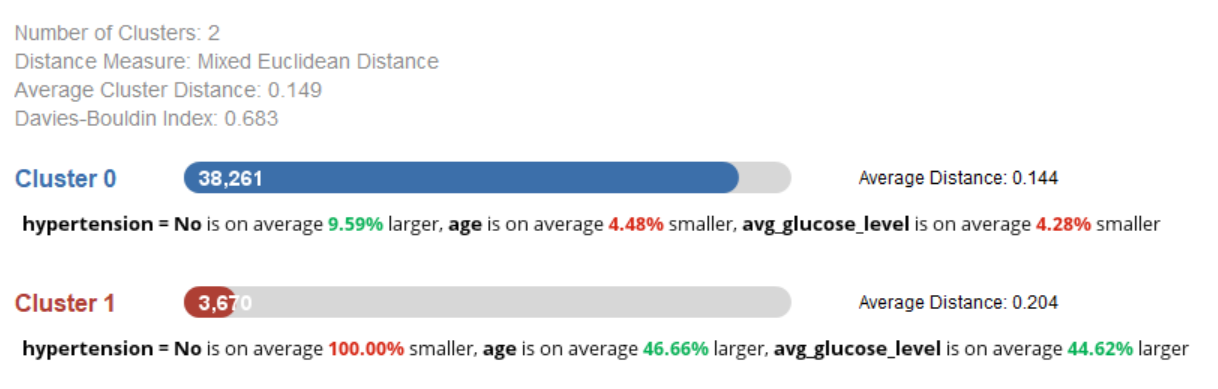 Number of Clusters: 2
Distance Measure: Mixed Euclidean Distance
Average Cluster Distance: 0.149
Davies-Bouldin Index: 0.683
Cluster 0 38,261 Average Distance: 0.144
hypertension = No is on average 9.59% larger, age is on average 4.48% smaller, avg_glucose_level is on average 4.28% smaller
Cluster 1 3,670 Average Distance: 0.204
hypertension = No is on average 100.00% smaller, age is on average 46.66% larger, avg_glucose_level is on average 44.62% larger